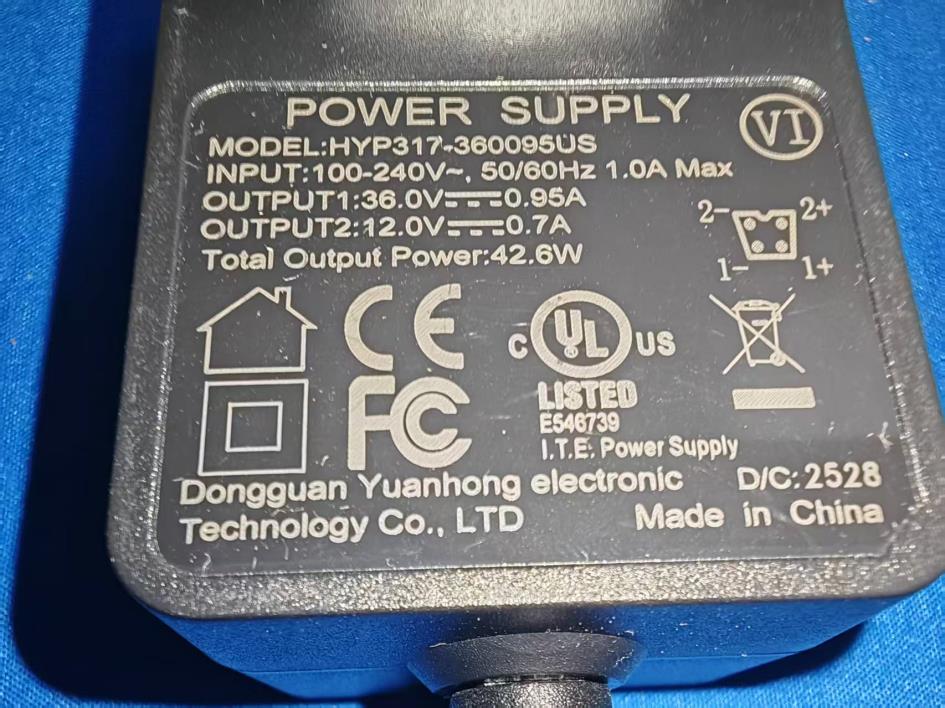 POWER SUPPLY
VI
MODEL:HYP317-360095US
INPUT:100-240V~, 50/60Hz 1.0A Max
OUTPUT1:36.0V⎓0.95A
OUTPUT2:12.0V⎓0.7A
Total Output Power:42.6W
2- 2+
1- 1+
CE
C UL US
®
LISTED
E546739
I.T.E. Power Supply
FC
Dongguan Yuanhong electronic D/C:2528
Technology Co., LTD Made in China